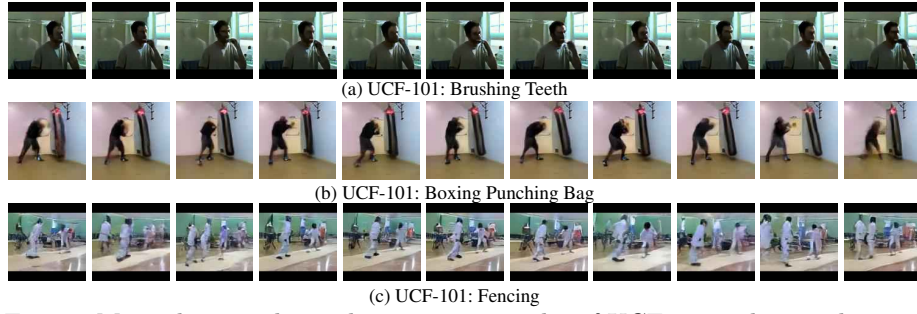 (a) UCF-101: Brushing Teeth
(b) UCF-101: Boxing Punching Bag
(c) UCF-101: Fencing